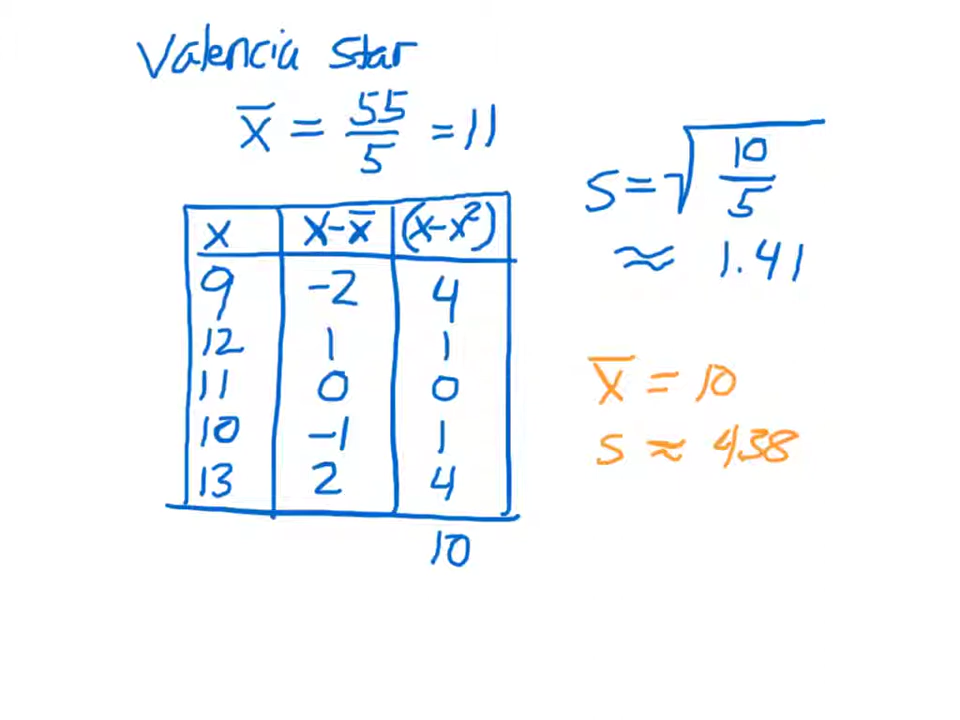 Valencia Star
x̄ = 55/5 = 11
x | x-x̄ | (x-x²)
9 | -2 | 4
12 | 1 | 1
11 | 0 | 0
10 | -1 | 1
13 | 2 | 4
10
s = √(10/5)
≈ 1.41
x̄ = 10
s ≈ 4.38